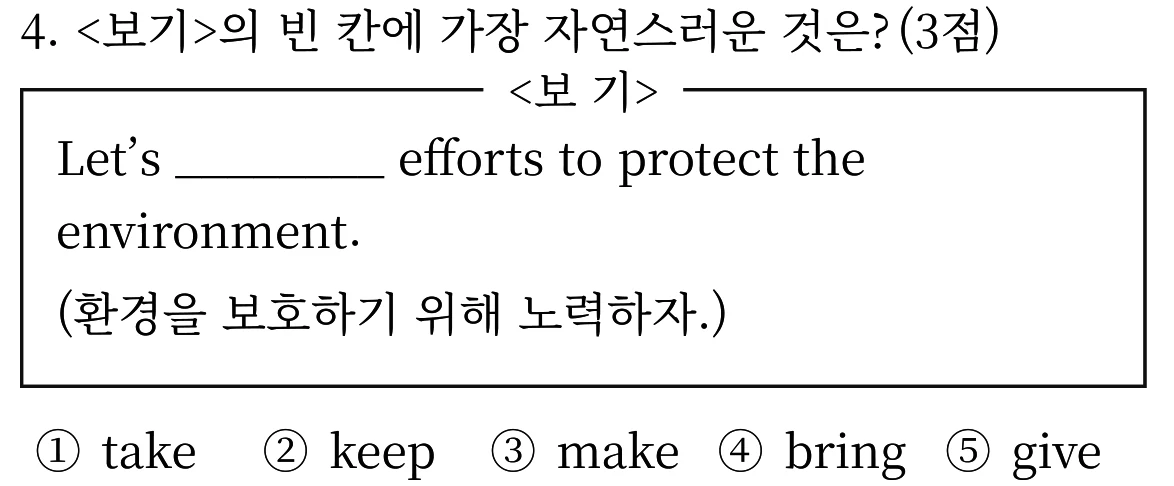 4. <보기>의 빈 칸에 가장 자연스러운 것은?(3점)
<보 기>
Let’s ________ efforts to protect the
environment.
(환경을 보호하기 위해 노력하자.)
① take ② keep ③ make ④ bring ⑤ give